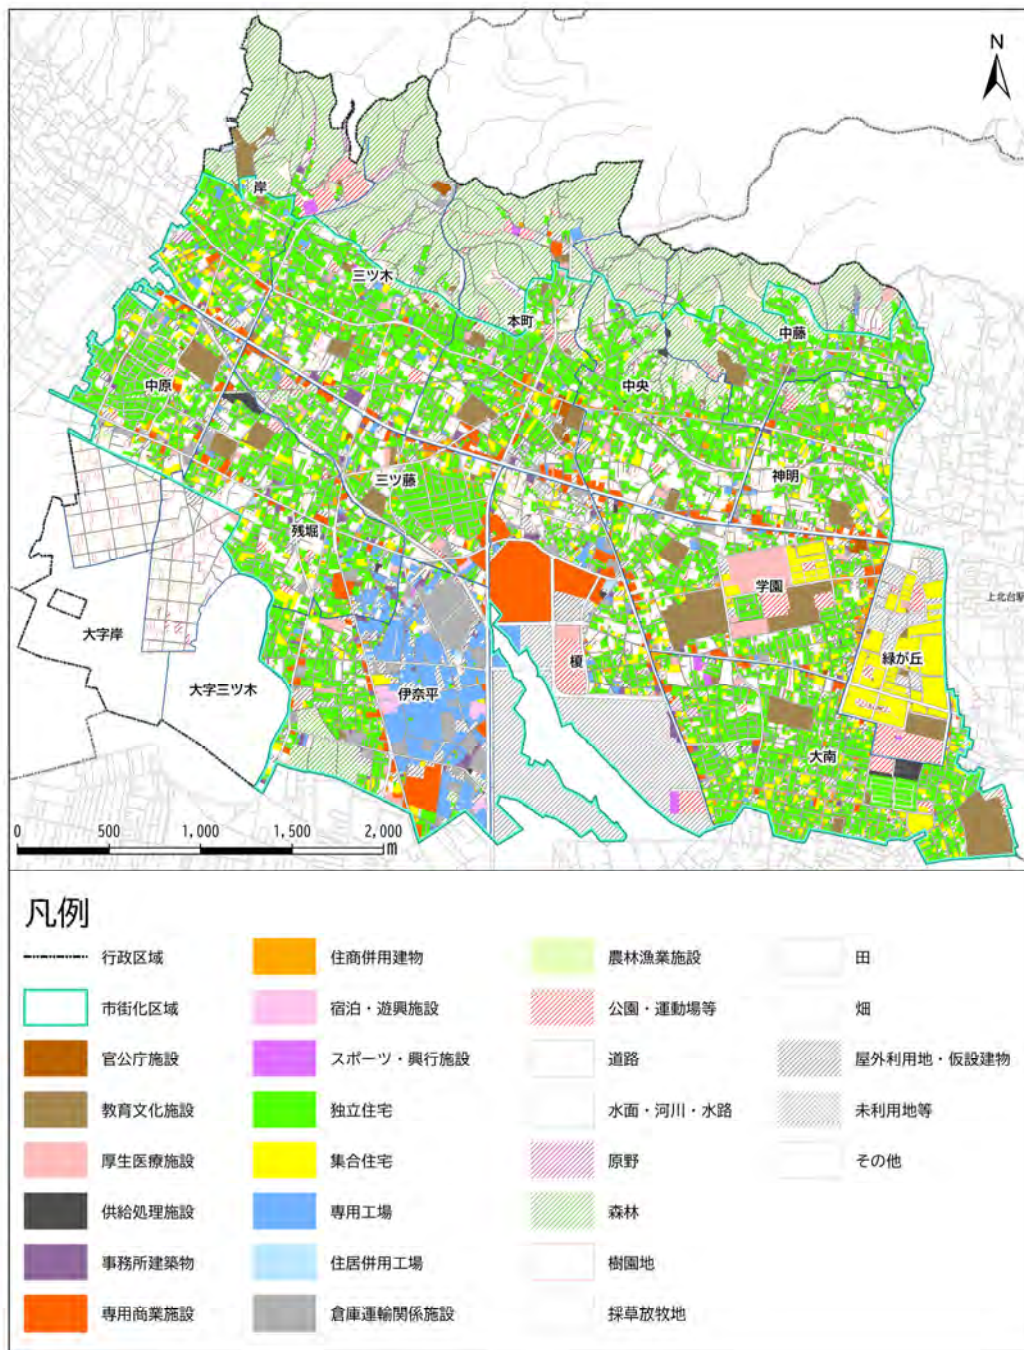 N
岸
三ツ木
本町
中藤
中原
中央
三ツ藤
神明
残堀
学園
上北台駅
大字岸
榎
緑が丘
大字三ツ木
伊奈平
大南
0 500 1,000 1,500 2,000
m
凡例
行政区域
市街化区域
官公庁施設
教育文化施設
厚生医療施設
供給処理施設
事務所建築物
専用商業施設
住商併用建物
宿泊・遊興施設
スポーツ・興行施設
独立住宅
集合住宅
専用工場
住居併用工場
倉庫運輸関係施設
農林漁業施設
公園・運動場等
道路
水面・河川・水路
原野
森林
樹園地
採草放牧地
田
畑
屋外利用地・仮設建物
未利用地等
その他